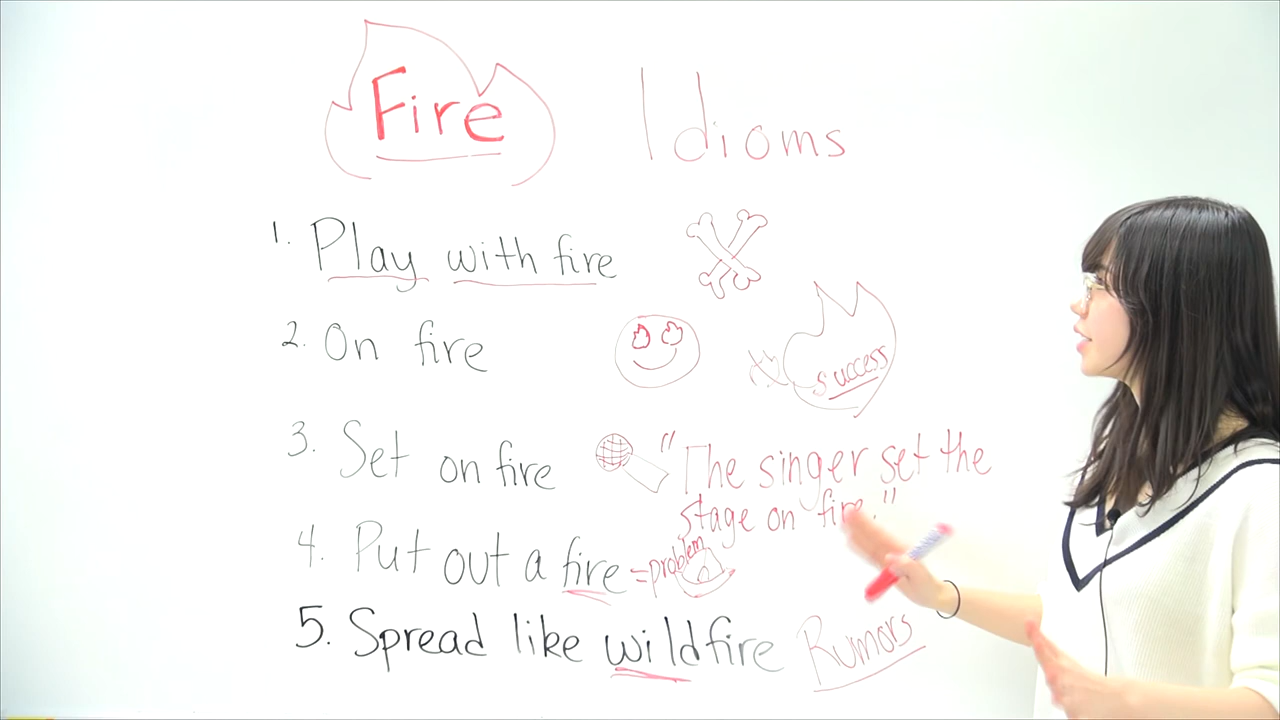 Fire Idioms
1. Play with fire
2. On fire
success
3. Set on fire "The singer set the
stage on fire."
4. Put out a fire = problem
5. Spread like wildfire Rumors